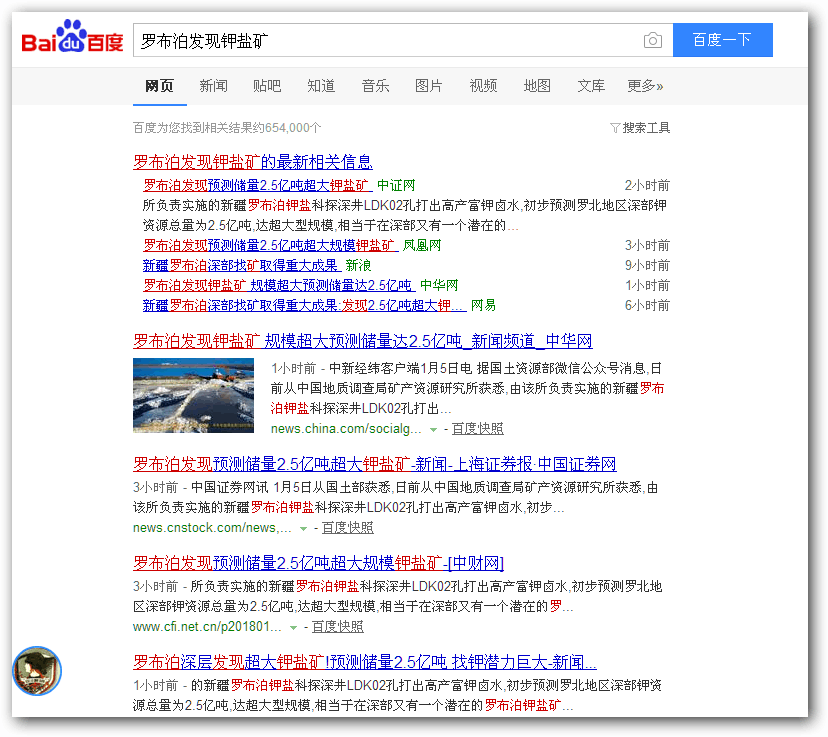 Bai du 百度
罗布泊发现钾盐矿
百度一下
网页 新闻 贴吧 知道 音乐 图片 视频 地图 文库 更多»
百度为您找到相关结果约654,000个 搜索工具
罗布泊发现钾盐矿的最新相关信息
罗布泊发现预测储量2.5亿吨超大钾盐矿 中证网 2小时前
所负责实施的新疆罗布泊钾盐科探深井LDK02孔打出高产富钾卤水,初步预测罗北地区深部钾
资源总量为2.5亿吨,达超大型规模,相当于在深部又有一个潜在的...
罗布泊发现预测储量2.5亿吨超大规模钾盐矿 凤凰网 3小时前
新疆罗布泊深部找矿取得重大成果 新浪 9小时前
罗布泊发现钾盐矿 规模超大预测储量达2.5亿吨 中华网 1小时前
新疆罗布泊深部找矿取得重大成果:发现2.5亿吨超大钾... 网易 6小时前
罗布泊发现钾盐矿 规模超大预测储量达2.5亿吨_新闻频道_中华网
1小时前 - 中新经纬客户端1月5日电 据国土资源部微信公众号消息,日
前从中国地质调查局矿产资源研究所获悉,由该所负责实施的新疆罗布
泊钾盐科探深井LDK02孔打出...
news.china.com/socialg... - 百度快照
罗布泊发现预测储量2.5亿吨超大钾盐矿-新闻-上海证券报·中国证券网
3小时前 - 中国证券网讯 1月5日从国土部获悉,日前从中国地质调查局矿产资源研究所获悉,由
该所负责实施的新疆罗布泊钾盐科探深井LDK02孔打出高产富钾卤水,初步...
news.cnstock.com/news,... - 百度快照
罗布泊发现预测储量2.5亿吨超大规模钾盐矿-[中财网]
3小时前 - 所负责实施的新疆罗布泊钾盐科探深井LDK02孔打出高产富钾卤水,初步预测罗北地
区深部钾资源总量为2.5亿吨,达超大型规模,相当于在深部又有一个潜在的罗...
www.cfi.net.cn/p201801... - 百度快照
罗布泊深层发现超大钾盐矿!预测储量2.5亿吨 找钾潜力巨大-新闻...
1小时前 - 的新疆罗布泊钾盐科探深井LDK02孔打出高产富钾卤水,初步预测罗北地区深部钾资
源总量为2.5亿吨,达超大型规模,相当于在深部又有一个潜在的罗布泊钾盐矿...